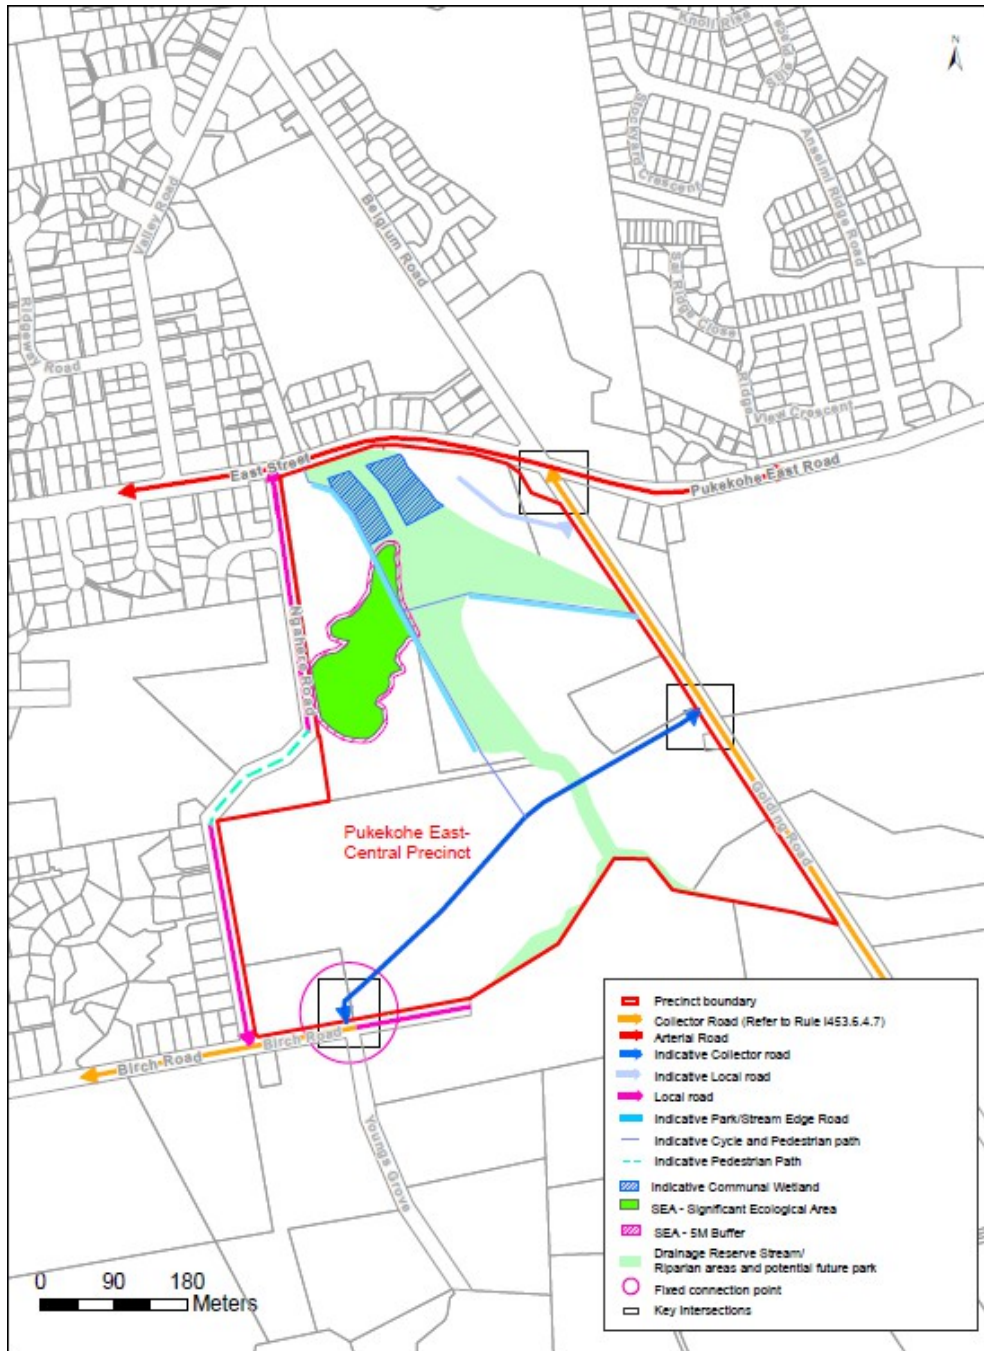 Knoll Rise
N
Style Place
Stockyard Crescent
Anselmi Ridge Road
Valley Road
Belgium Road
Sal Ridge Close
Ridgeway Road
Ridge View Crescent
East Street
Pukekohe East Road
Ngahere Road
Golding Road
Pukekohe East-
Central Precinct
Birch Road
Birch Road
Youngs Grove
Precinct boundary
Collector Road (Refer to Rule I453.6.4.7)
Arterial Road
Indicative Collector road
Indicative Local road
Local road
Indicative Park/Stream Edge Road
Indicative Cycle and Pedestrian path
Indicative Pedestrian Path
Indicative Communal Wetland
SEA - Significant Ecological Area
SEA - 5M Buffer
Drainage Reserve Stream/
Riparian areas and potential future park
Fixed connection point
Key Intersections
0 90 180
Meters